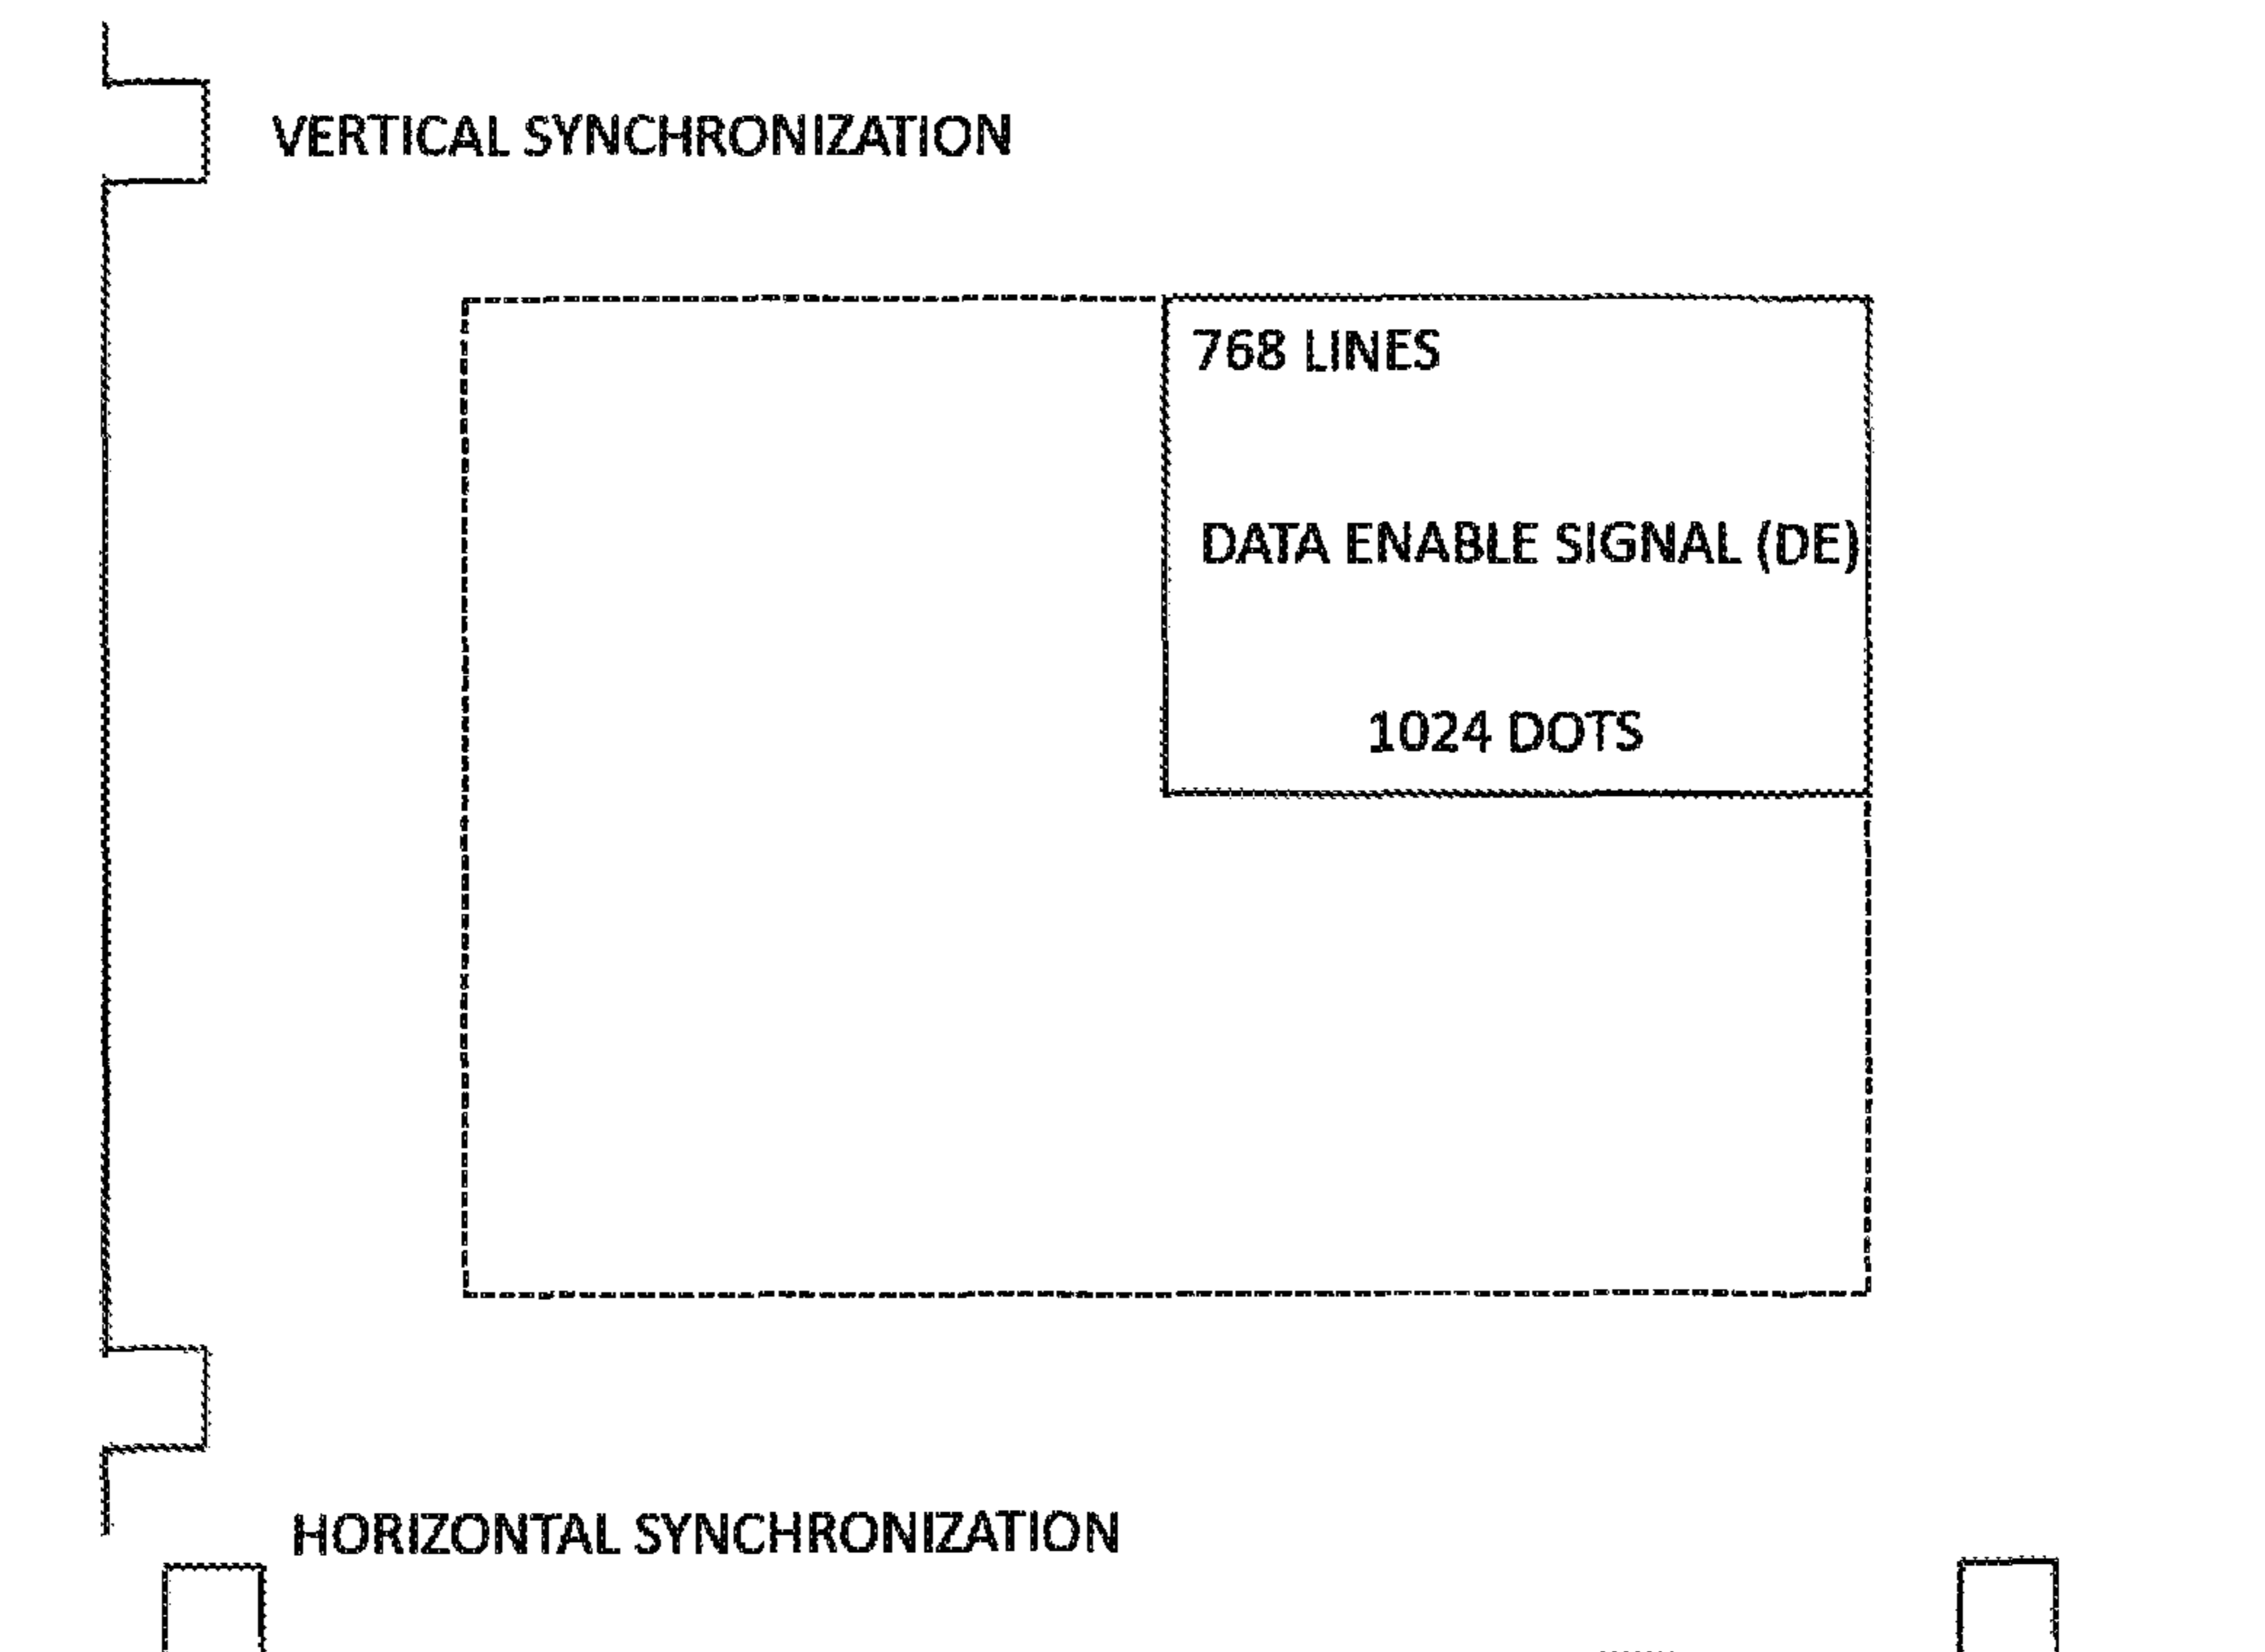 VERTICAL SYNCHRONIZATION
768 LINES
DATA ENABLE SIGNAL (DE)
1024 DOTS
HORIZONTAL SYNCHRONIZATION